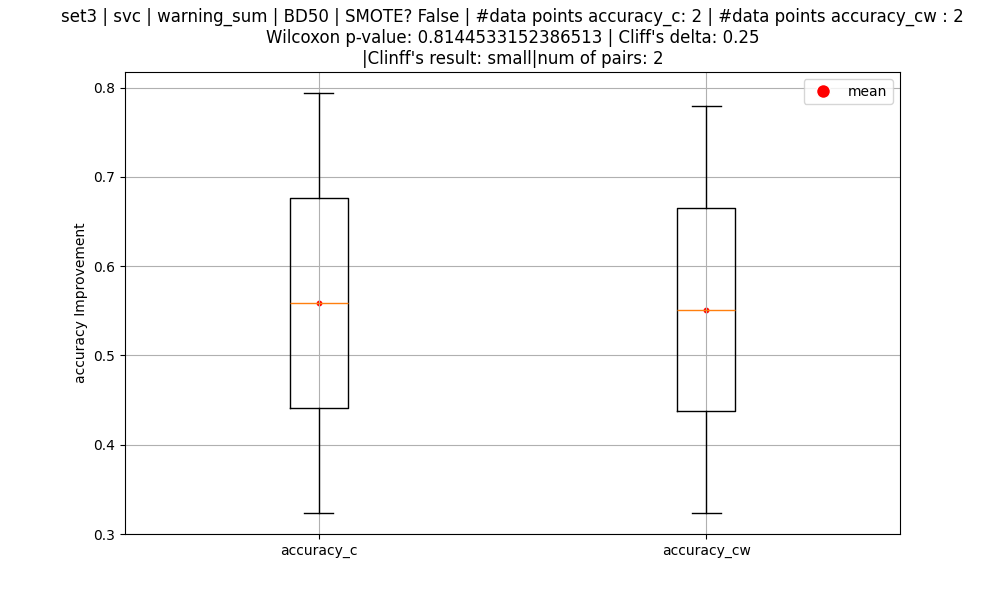 set3 | svc | warning_sum | BD50 | SMOTE? False | #data points accuracy_c: 2 | #data points accuracy_cw : 2
Wilcoxon p-value: 0.8144533152386513 | Cliff's delta: 0.25
|Clinff's result: small|num of pairs: 2
mean
0.8
0.7
0.6
0.5
0.4
0.3
accuracy Improvement
accuracy_c
accuracy_cw